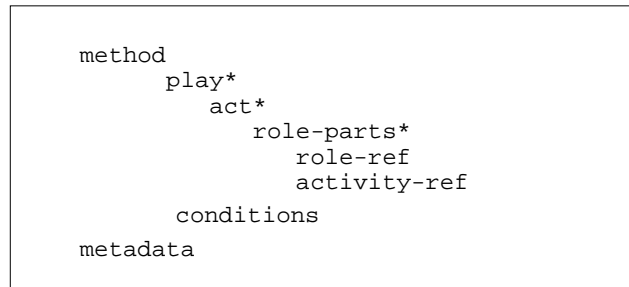 method
play*
act*
role-parts*
role-ref
activity-ref
conditions
metadata